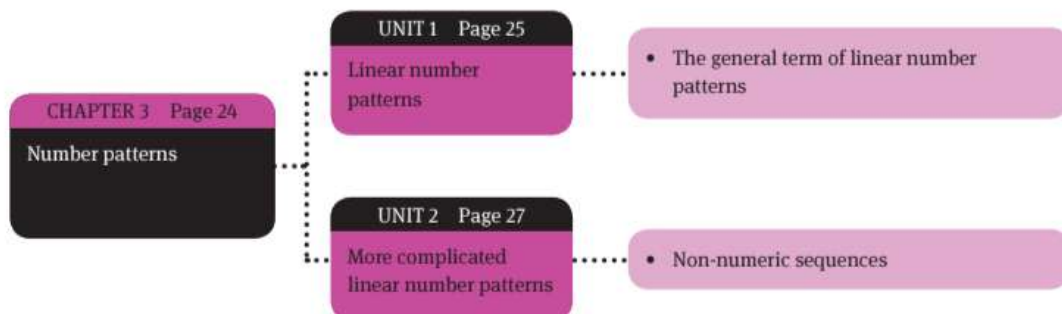 CHAPTER 3 Page 24
Number patterns
UNIT 1 Page 25
Linear number
patterns
• The general term of linear number
patterns
UNIT 2 Page 27
More complicated
linear number patterns
• Non-numeric sequences